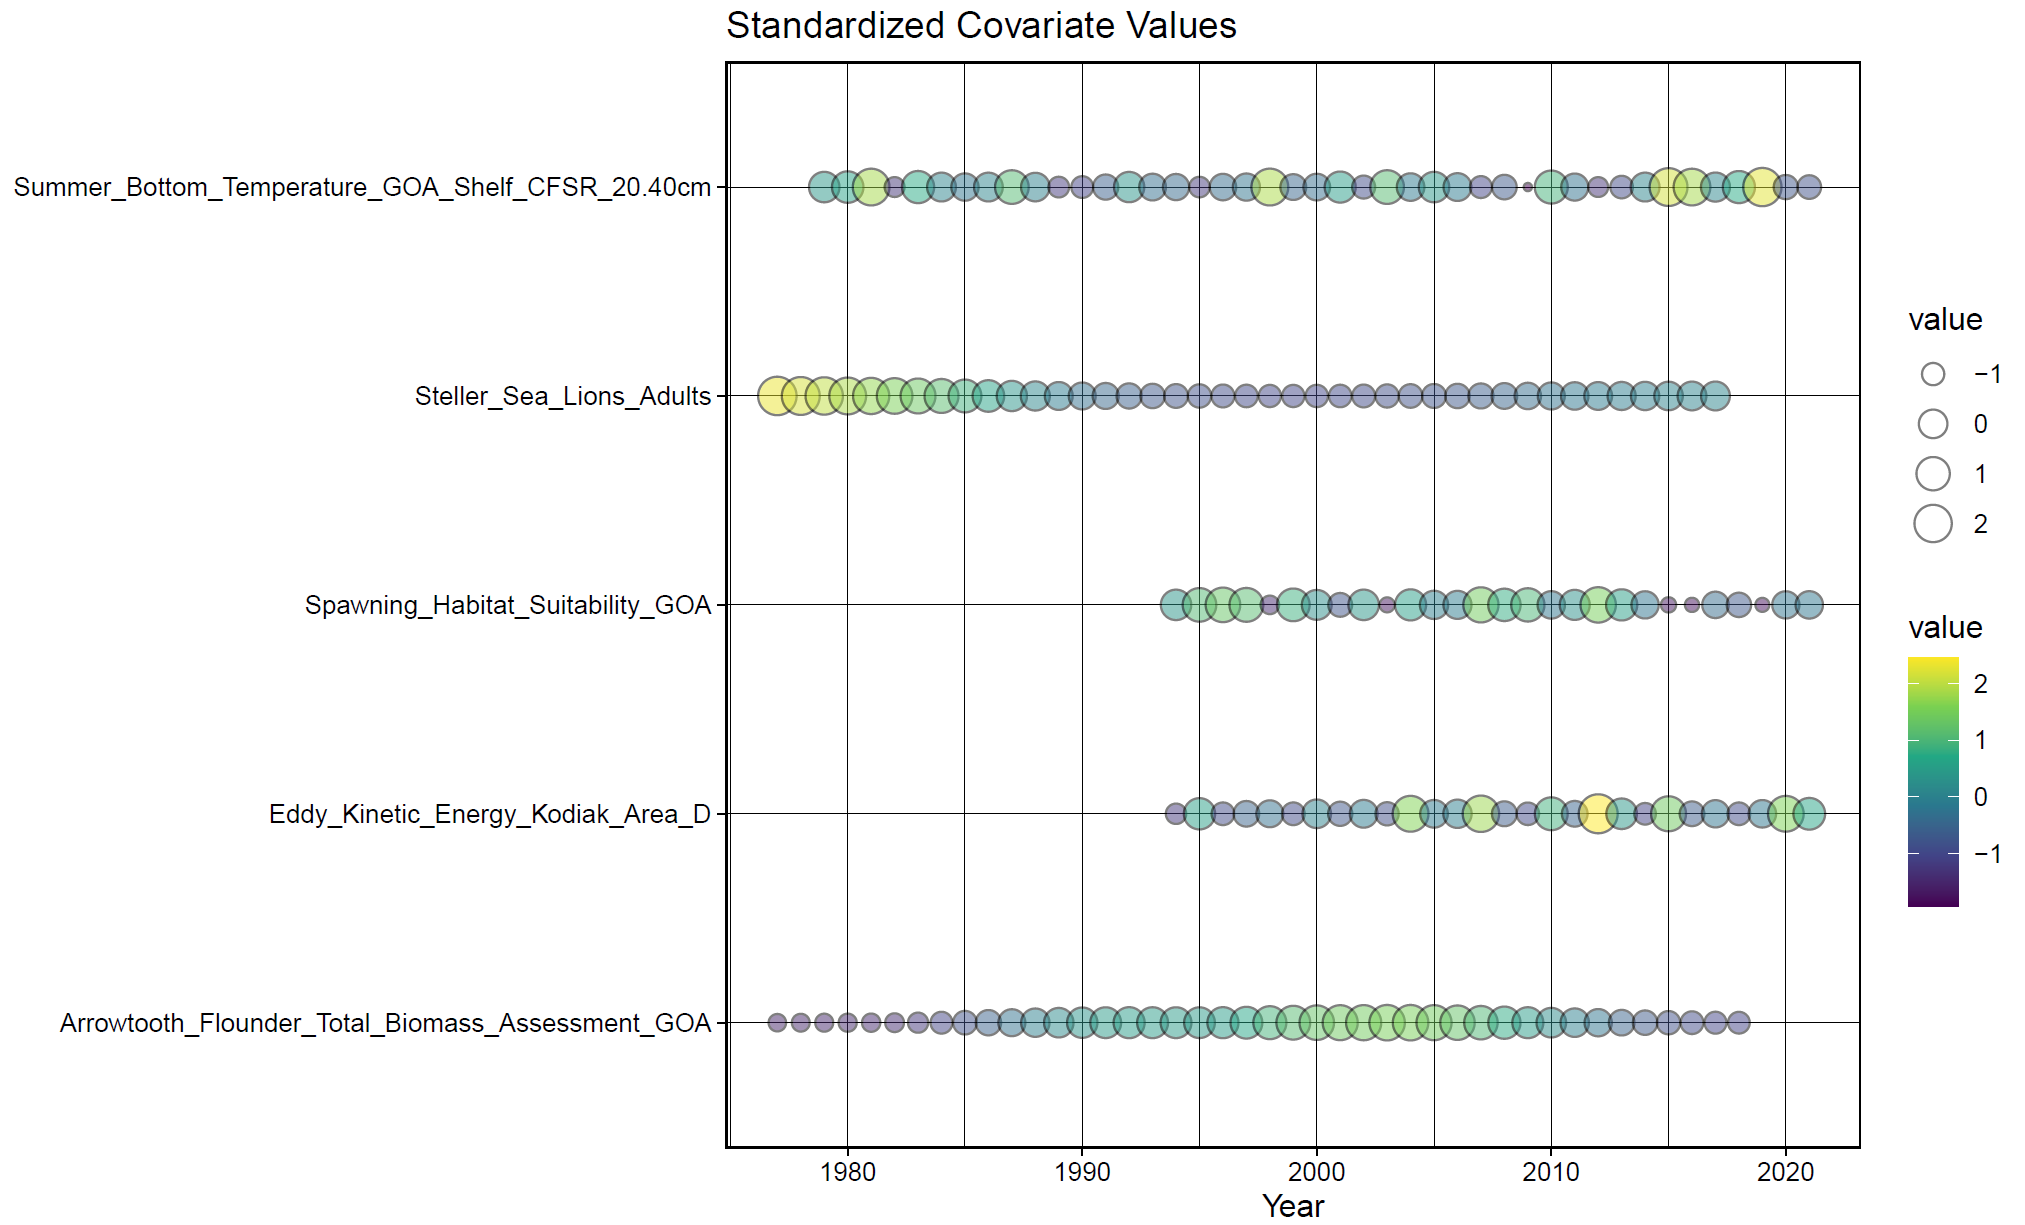 Standardized Covariate Values
Summer_Bottom_Temperature_GOA_Shelf_CFSR_20.40cm
Steller_Sea_Lions_Adults
Spawning_Habitat_Suitability_GOA
Eddy_Kinetic_Energy_Kodiak_Area_D
Arrowtooth_Flounder_Total_Biomass_Assessment_GOA
1980 1990 2000 2010 2020
Year
value
−1
0
1
2
value
2
1
0
−1